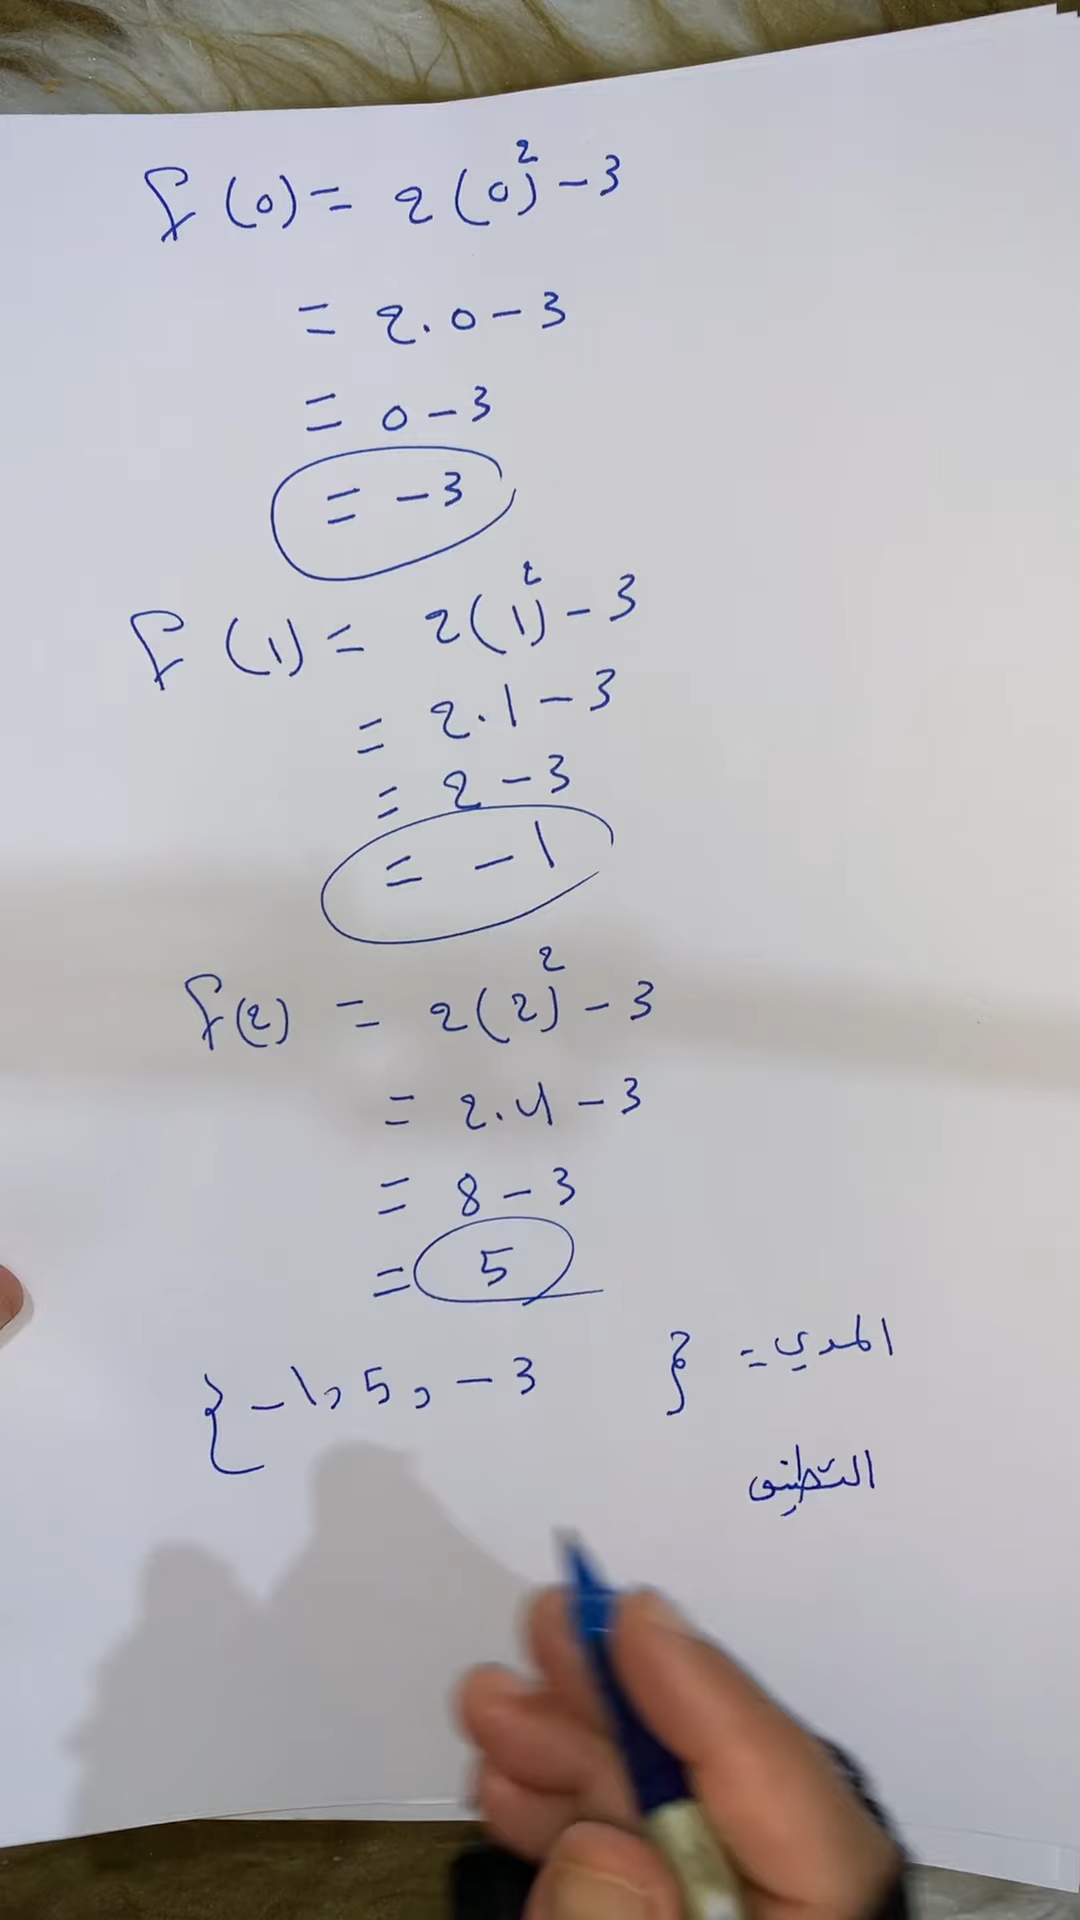 f(0) = 2(0)² - 3
= 2.0 - 3
= 0 - 3
= -3
f(1) = 2(1)² - 3
= 2.1 - 3
= 2 - 3
= -1
f(2) = 2(2)² - 3
= 2.4 - 3
= 8 - 3
= 5
المدي = { -1, 5, -3 }